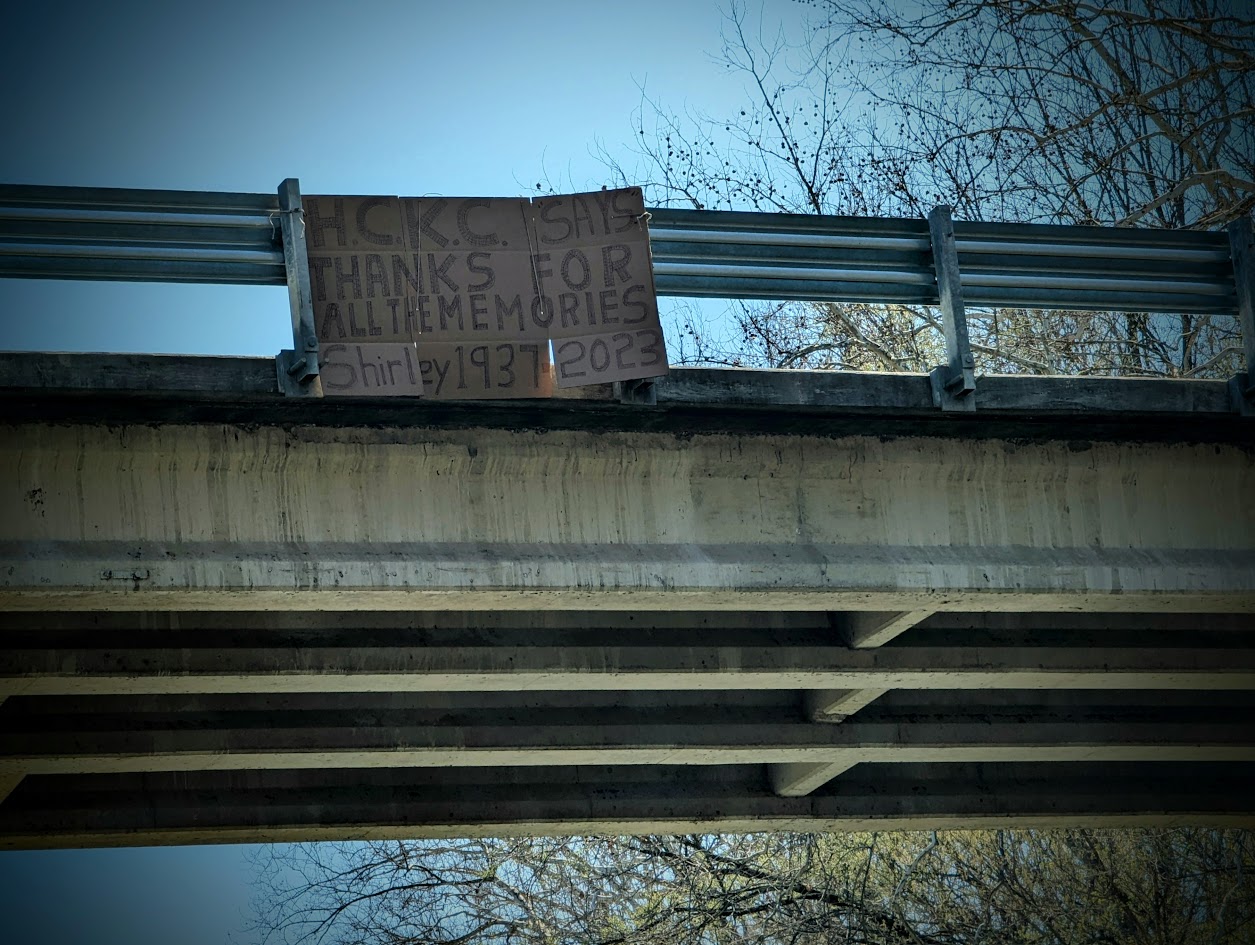 H.C.K.C. SAYS
THANKS FOR
ALL THE MEMORIES
Shirley 1937 2023